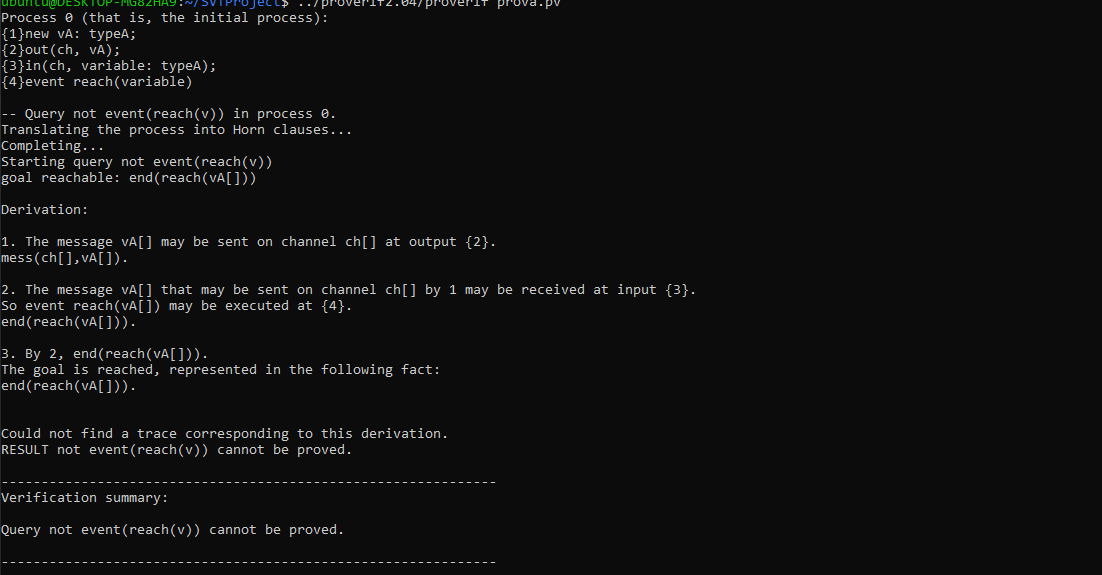 ubuntu@DESKTOP-MG82HA9:~/SVTProject$ ../proverif2.04/proverif prova.pv
Process 0 (that is, the initial process):
{1}new vA: typeA;
{2}out(ch, vA);
{3}in(ch, variable: typeA);
{4}event reach(variable)
-- Query not event(reach(v)) in process 0.
Translating the process into Horn clauses...
Completing...
Starting query not event(reach(v))
goal reachable: end(reach(vA[]))
Derivation:
1. The message vA[] may be sent on channel ch[] at output {2}.
mess(ch[],vA[]).
2. The message vA[] that may be sent on channel ch[] by 1 may be received at input {3}.
So event reach(vA[]) may be executed at {4}.
end(reach(vA[])).
3. By 2, end(reach(vA[])).
The goal is reached, represented in the following fact:
end(reach(vA[])).
Could not find a trace corresponding to this derivation.
RESULT not event(reach(v)) cannot be proved.
--------------------------------------------------------------
Verification summary:
Query not event(reach(v)) cannot be proved.
--------------------------------------------------------------